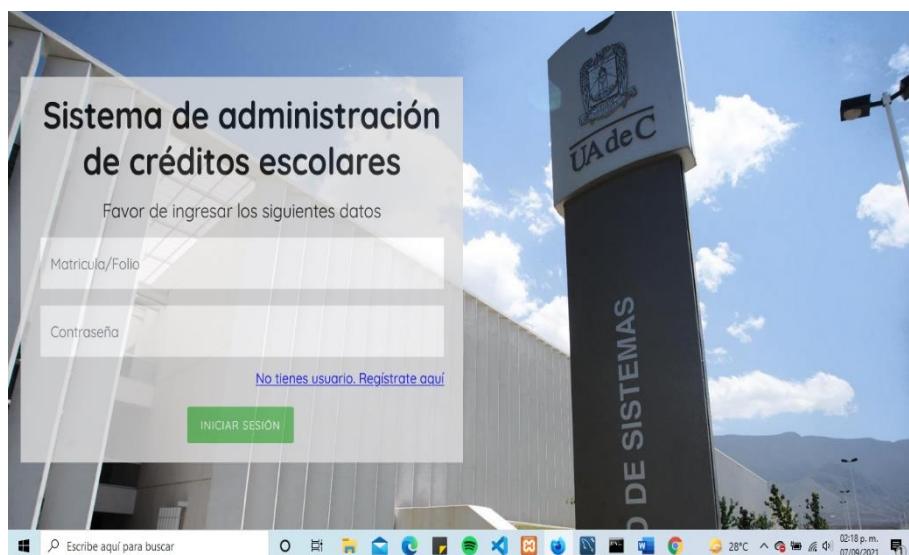 Sistema de administración
de créditos escolares
Favor de ingresar los siguientes datos
Matricula/Folio
Contraseña
No tienes usuario. Regístrate aquí
INICIAR SESIÓN
UAdeC
DE SISTEMAS
Escribe aquí para buscar
28°C
02:18 p. m.
07/09/2021